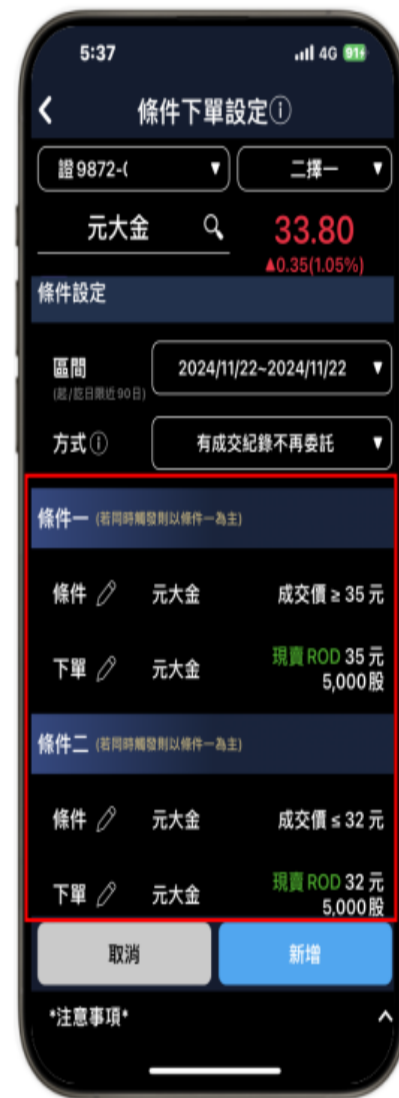 5:37 4G 91
條件下單設定ⓘ
證9872-( ▼ 二擇一 ▼
元大金 33.80
▲0.35(1.05%)
條件設定
區間 2024/11/22~2024/11/22 ▼
(起/訖日限近90日)
方式ⓘ 有成交紀錄不再委託 ▼
條件一 (若同時觸發則以條件一為主)
條件 元大金 成交價 ≥ 35 元
下單 元大金 現賣 ROD 35 元
5,000 股
條件二 (若同時觸發則以條件一為主)
條件 元大金 成交價 ≤ 32 元
下單 元大金 現賣 ROD 32 元
5,000 股
取消 新增
*注意事項*